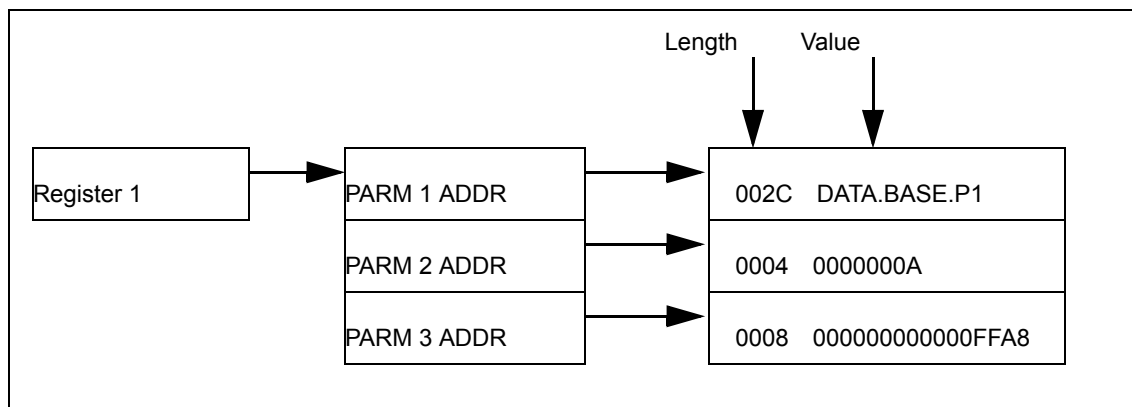 Length Value
Register 1 PARM 1 ADDR 002C DATA.BASE.P1
PARM 2 ADDR 0004 0000000A
PARM 3 ADDR 0008 000000000000FFA8